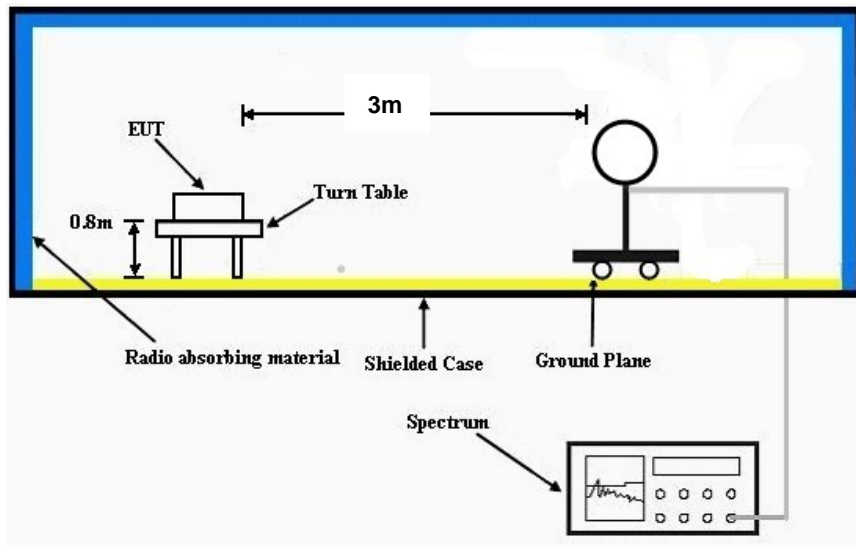 3m
EUT
Turn Table
0.8m
Radio absorbing material
Shielded Case
Ground Plane
Spectrum